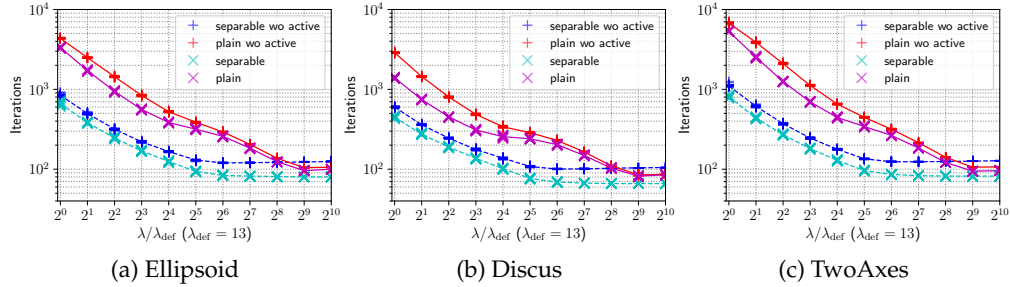 10^4
10^3
10^2
Iterations
separable wo active
plain wo active
separable
plain
2^0 2^1 2^2 2^3 2^4 2^5 2^6 2^7 2^8 2^9 2^10
λ/λ_def (λ_def = 13)
(a) Ellipsoid
10^4
10^3
10^2
Iterations
separable wo active
plain wo active
separable
plain
2^0 2^1 2^2 2^3 2^4 2^5 2^6 2^7 2^8 2^9 2^10
λ/λ_def (λ_def = 13)
(b) Discus
10^4
10^3
10^2
Iterations
separable wo active
plain wo active
separable
plain
2^0 2^1 2^2 2^3 2^4 2^5 2^6 2^7 2^8 2^9 2^10
λ/λ_def (λ_def = 13)
(c) TwoAxes